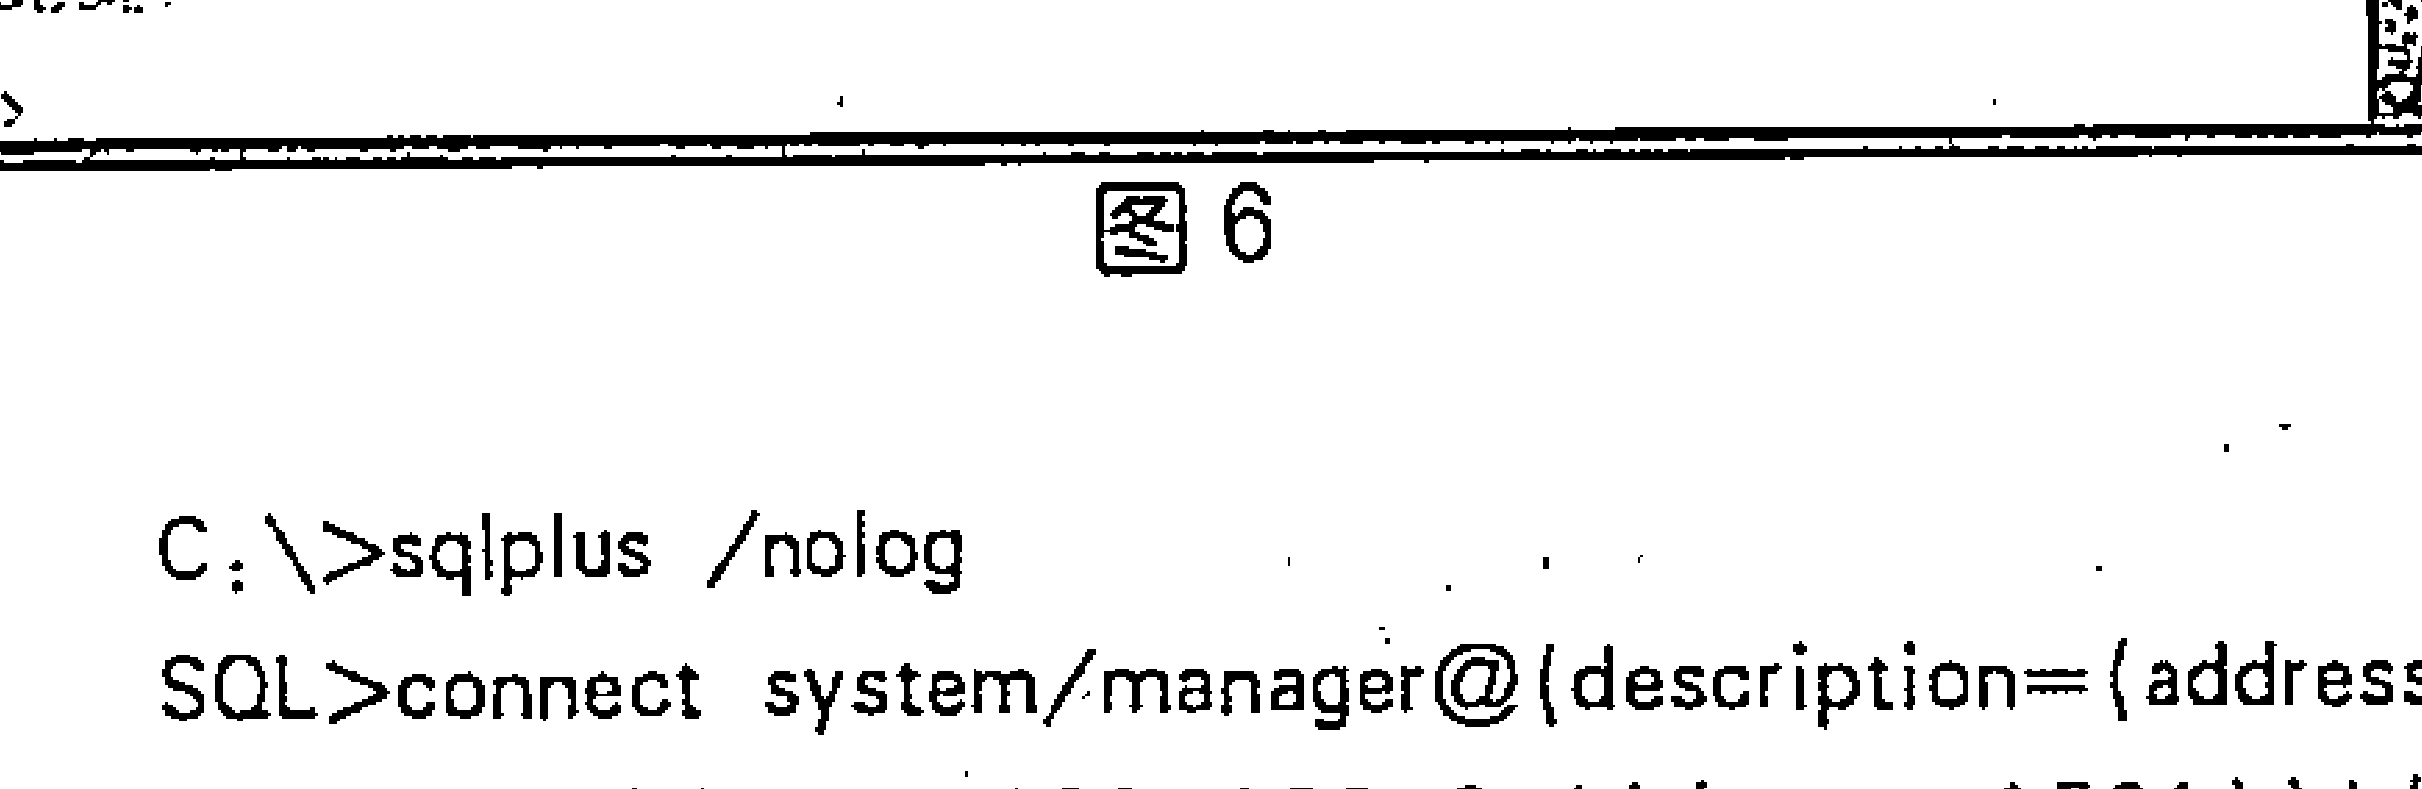 图 6
C:\>sqlplus /nolog
SQL>connect system/manager@(description=(address